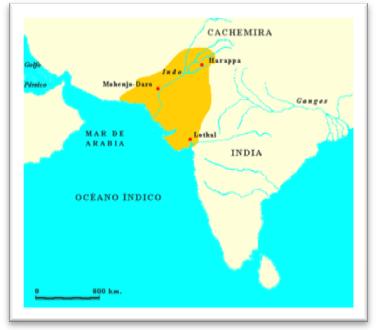 CACHEMIRA
Harappa
Indo
Golfo
Pérsico
Mohenjo-Daro
Ganges
MAR DE
ARABIA
Lothal
INDIA
OCÉANO ÍNDICO
0 800 km.